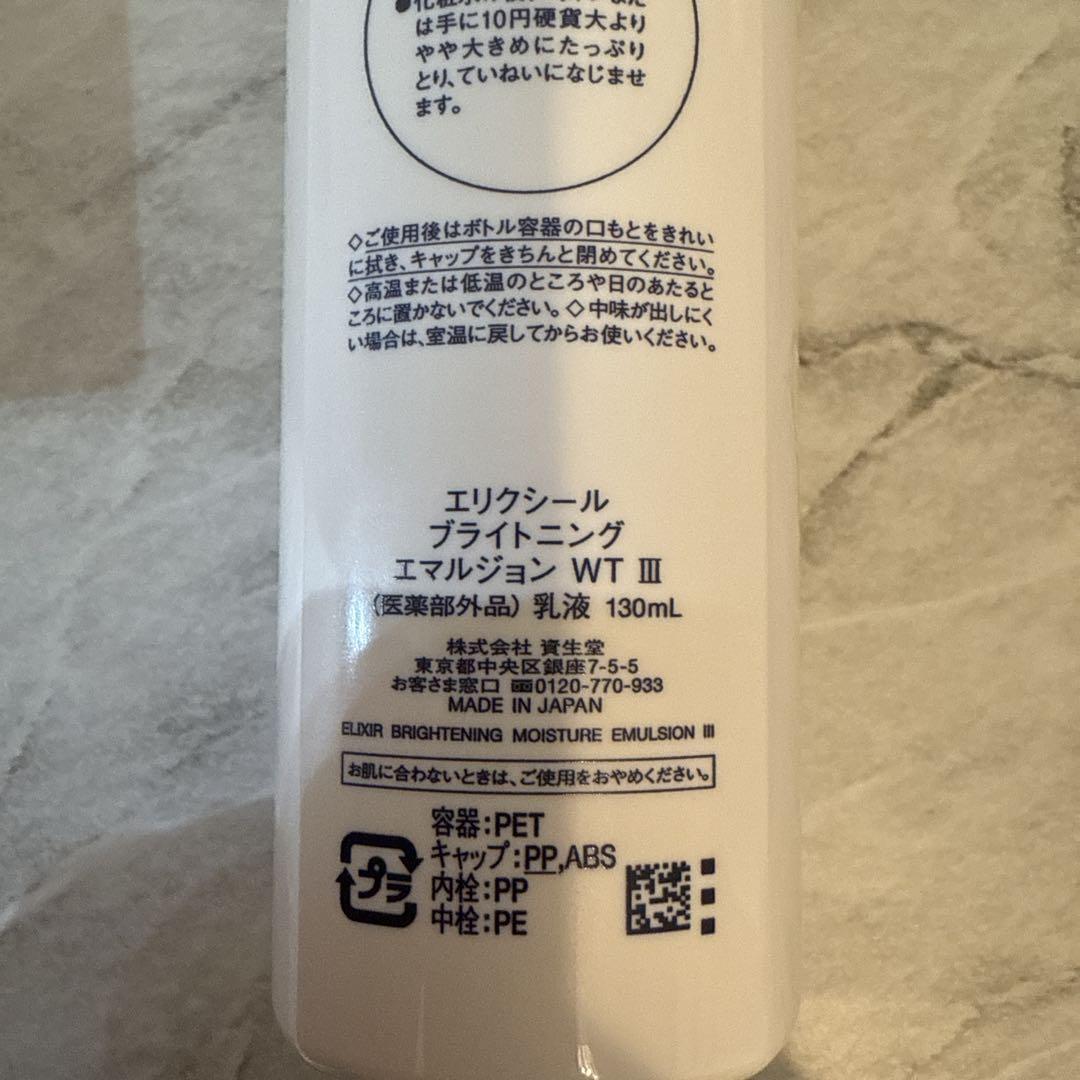 は手に10円硬貨大より
やや大きめにたっぷり
とり、ていねいになじませ
ます。
◇ご使用後はボトル容器の口もとをきれい
に拭き、キャップをきちんと閉めてください。
◇高温または低温のところや日のあたると
ころに置かないでください。◇中味が出しにく
い場合は、室温に戻してからお使いください。
エリクシール
ブライトニング
エマルジョン WT Ⅲ
(医薬部外品) 乳液 130mL
株式会社 資生堂
東京都中央区銀座7-5-5
お客さま窓口 0120-770-933
MADE IN JAPAN
ELIXIR BRIGHTENING MOISTURE EMULSION Ⅲ
お肌に合わないときは、ご使用をおやめください。
容器:PET
キャップ:PP,ABS
プラ
内栓:PP
中栓:PE